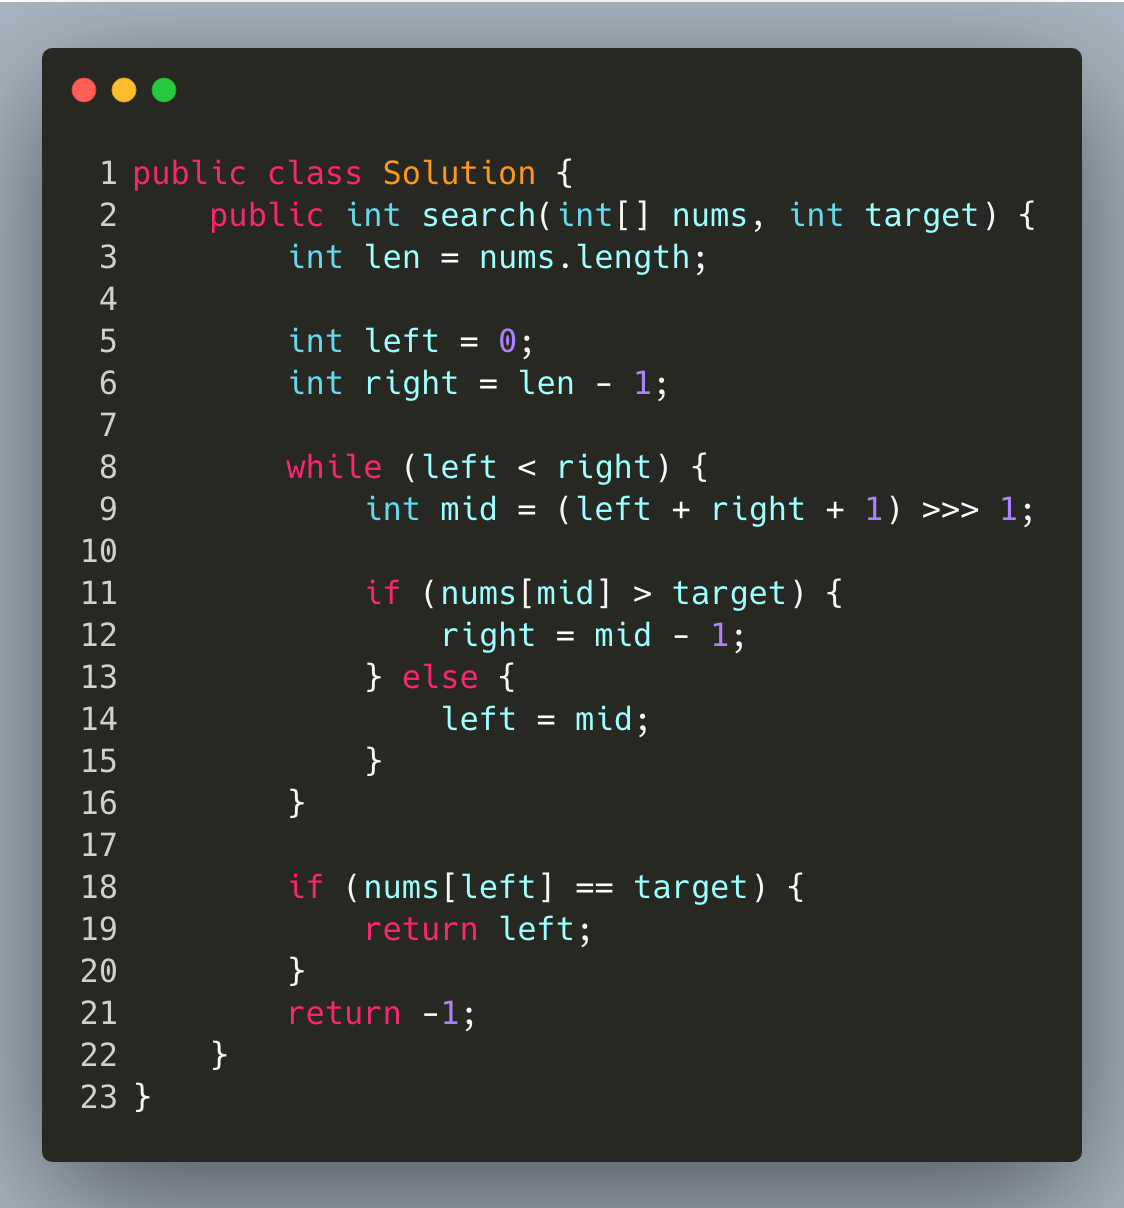 1 public class Solution {
2     public int search(int[] nums, int target) {
3         int len = nums.length;
4
5         int left = 0;
6         int right = len - 1;
7
8         while (left < right) {
9             int mid = (left + right + 1) >>> 1;
10
11             if (nums[mid] > target) {
12                 right = mid - 1;
13             } else {
14                 left = mid;
15             }
16         }
17
18         if (nums[left] == target) {
19             return left;
20         }
21         return -1;
22     }
23 }